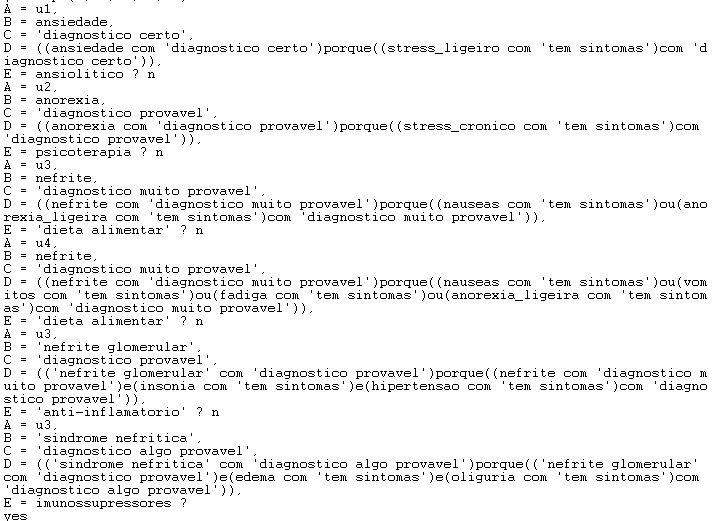 A = u1,
B = ansiedade,
C = 'diagnostico certo',
D = ((ansiedade com 'diagnostico certo')porque((stress_ligeiro com 'tem sintomas')com 'd
iagnostico certo')),
E = ansiolitico ? n
A = u2,
B = anorexia,
C = 'diagnostico provavel',
D = ((anorexia com 'diagnostico provavel')porque((stress_cronico com 'tem sintomas')com
'diagnostico provavel')),
E = psicoterapia ? n
A = u3,
B = nefrite,
C = 'diagnostico muito provavel',
D = ((nefrite com 'diagnostico muito provavel')porque((nauseas com 'tem sintomas')ou(ano
rexia_ligeira com 'tem sintomas')com 'diagnostico muito provavel')),
E = 'dieta alimentar' ? n
A = u4,
B = nefrite,
C = 'diagnostico muito provavel',
D = ((nefrite com 'diagnostico muito provavel')porque((nauseas com 'tem sintomas')ou(vom
itos com 'tem sintomas')ou(fadiga com 'tem sintomas')ou(anorexia_ligeira com 'tem sintom
as')com 'diagnostico muito provavel')),
E = 'dieta alimentar' ? n
A = u3,
B = 'nefrite glomerular',
C = 'diagnostico provavel',
D = (('nefrite glomerular' com 'diagnostico provavel')porque((nefrite com 'diagnostico m
uito provavel')e(insonia com 'tem sintomas')e(hipertensao com 'tem sintomas')com 'diagno
stico provavel')),
E = 'anti-inflamatorio' ? n
A = u3,
B = 'sindrome nefritica',
C = 'diagnostico algo provavel',
D = (('sindrome nefritica' com 'diagnostico algo provavel')porque(('nefrite glomerular'
com 'diagnostico provavel')e(edema com 'tem sintomas')e(oliguria com 'tem sintomas')com
'diagnostico algo provavel')),
E = imunossupressores ?
yes